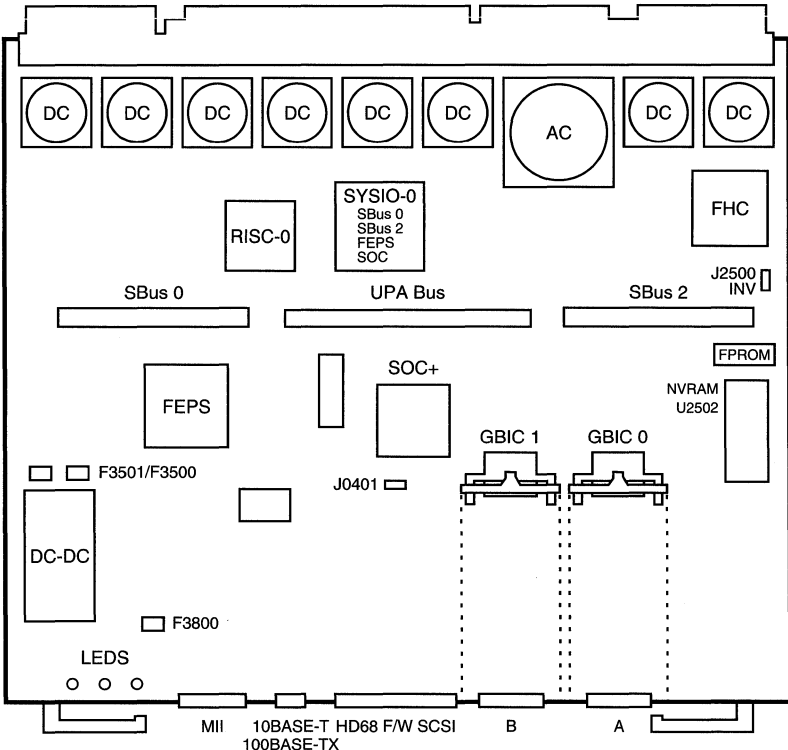 DC DC DC DC DC DC AC DC DC
SYSIO-0
SBus 0
SBus 2
FEPS
SOC
RISC-0
FHC
J2500
INV
SBus 0
UPA Bus
SBus 2
FPROM
SOC+
NVRAM
U2502
FEPS
GBIC 1
GBIC 0
F3501/F3500
J0401
DC-DC
F3800
LEDS
MII
10BASE-T
100BASE-TX
HD68 F/W SCSI
B
A